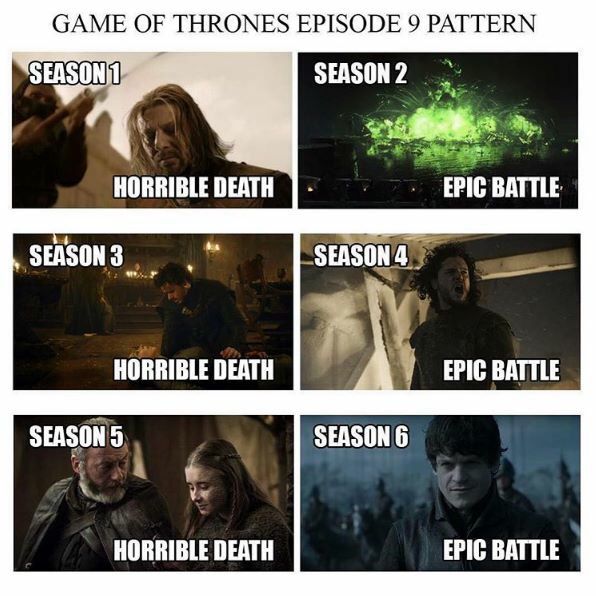 GAME OF THRONES EPISODE 9 PATTERN
SEASON 1
HORRIBLE DEATH
SEASON 2
EPIC BATTLE
SEASON 3
HORRIBLE DEATH
SEASON 4
EPIC BATTLE
SEASON 5
HORRIBLE DEATH
SEASON 6
EPIC BATTLE